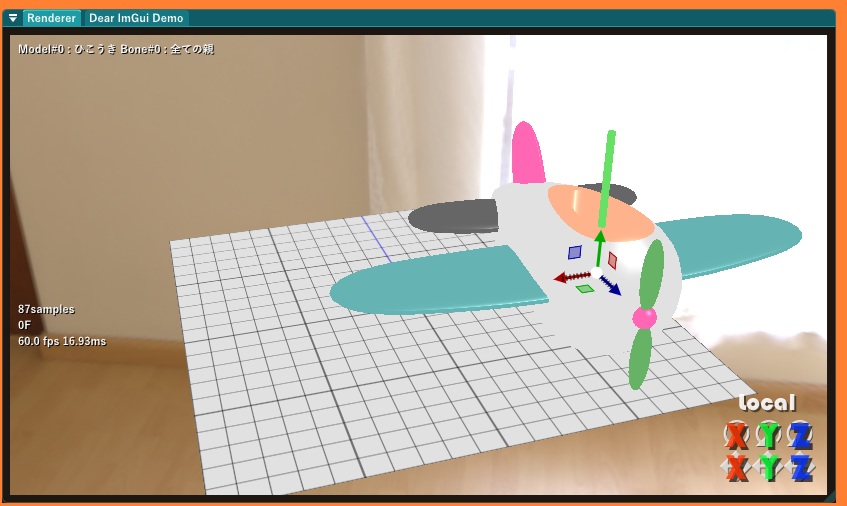 Renderer Dear ImGui Demo
Model#0 : ひこうき Bone#0 : 全ての親
87samples
0F
60.0 fps 16.93ms
Local
X Y Z
X Y Z